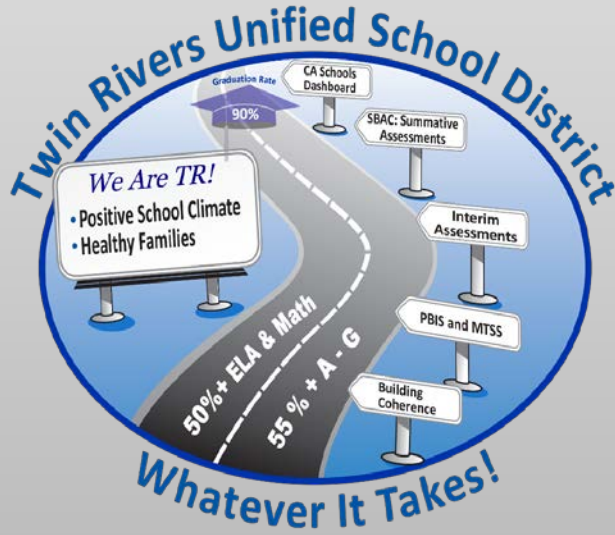 Twin Rivers Unified School District
Graduation Rate
90%
CA Schools
Dashboard
SBAC: Summative
Assessments
We Are TR!
• Positive School Climate
• Healthy Families
Interim
Assessments
PBIS and MTSS
Building
Coherence
50%+ ELA & Math
55 % + A - G
Whatever It Takes!